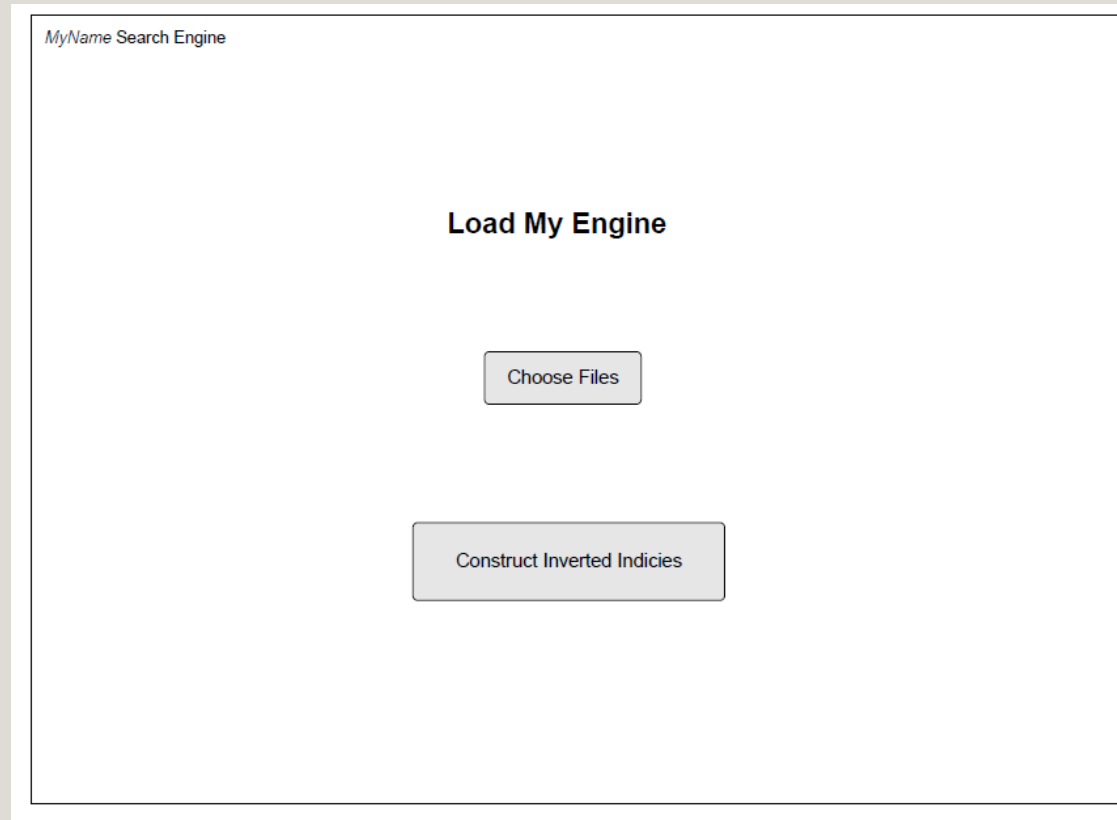 MyName Search Engine
Load My Engine
Choose Files
Construct Inverted Indicies